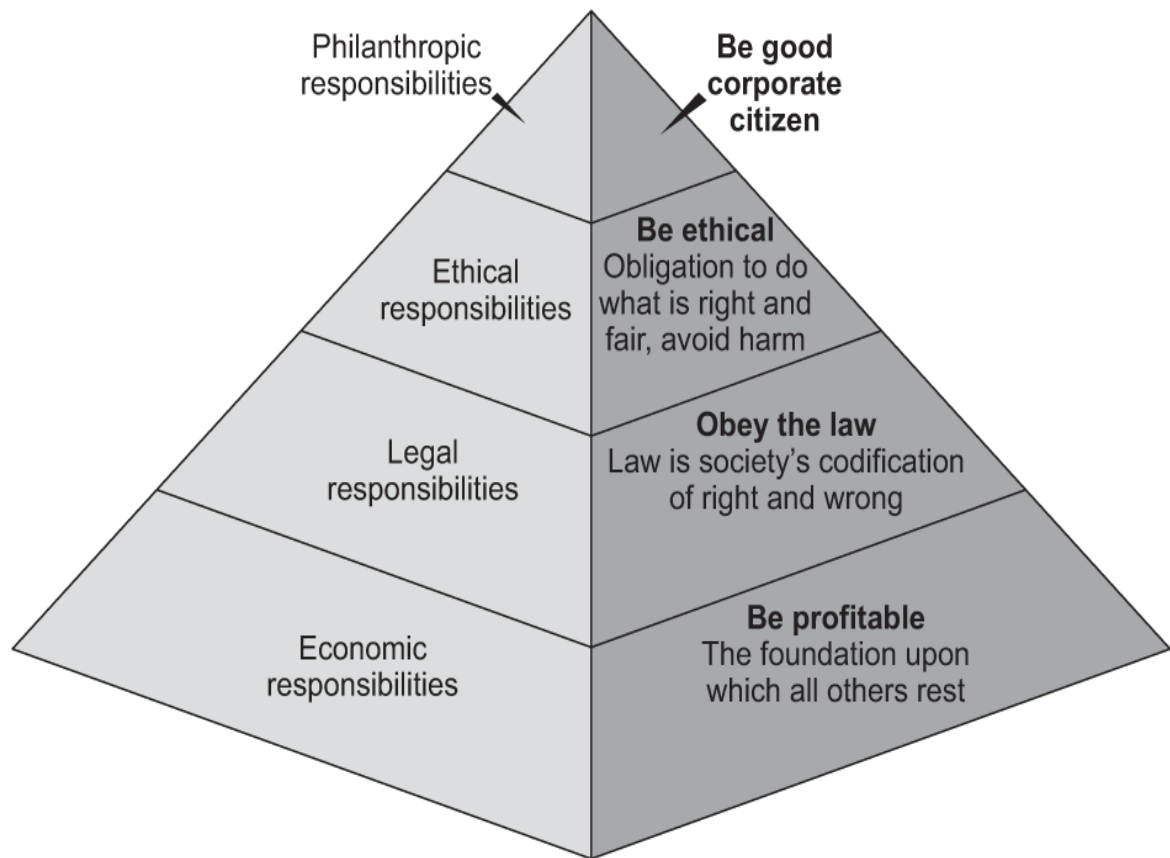 Philanthropic
responsibilities
Be good
corporate
citizen
Ethical
responsibilities
Be ethical
Obligation to do
what is right and
fair, avoid harm
Legal
responsibilities
Obey the law
Law is society's codification
of right and wrong
Economic
responsibilities
Be profitable
The foundation upon
which all others rest